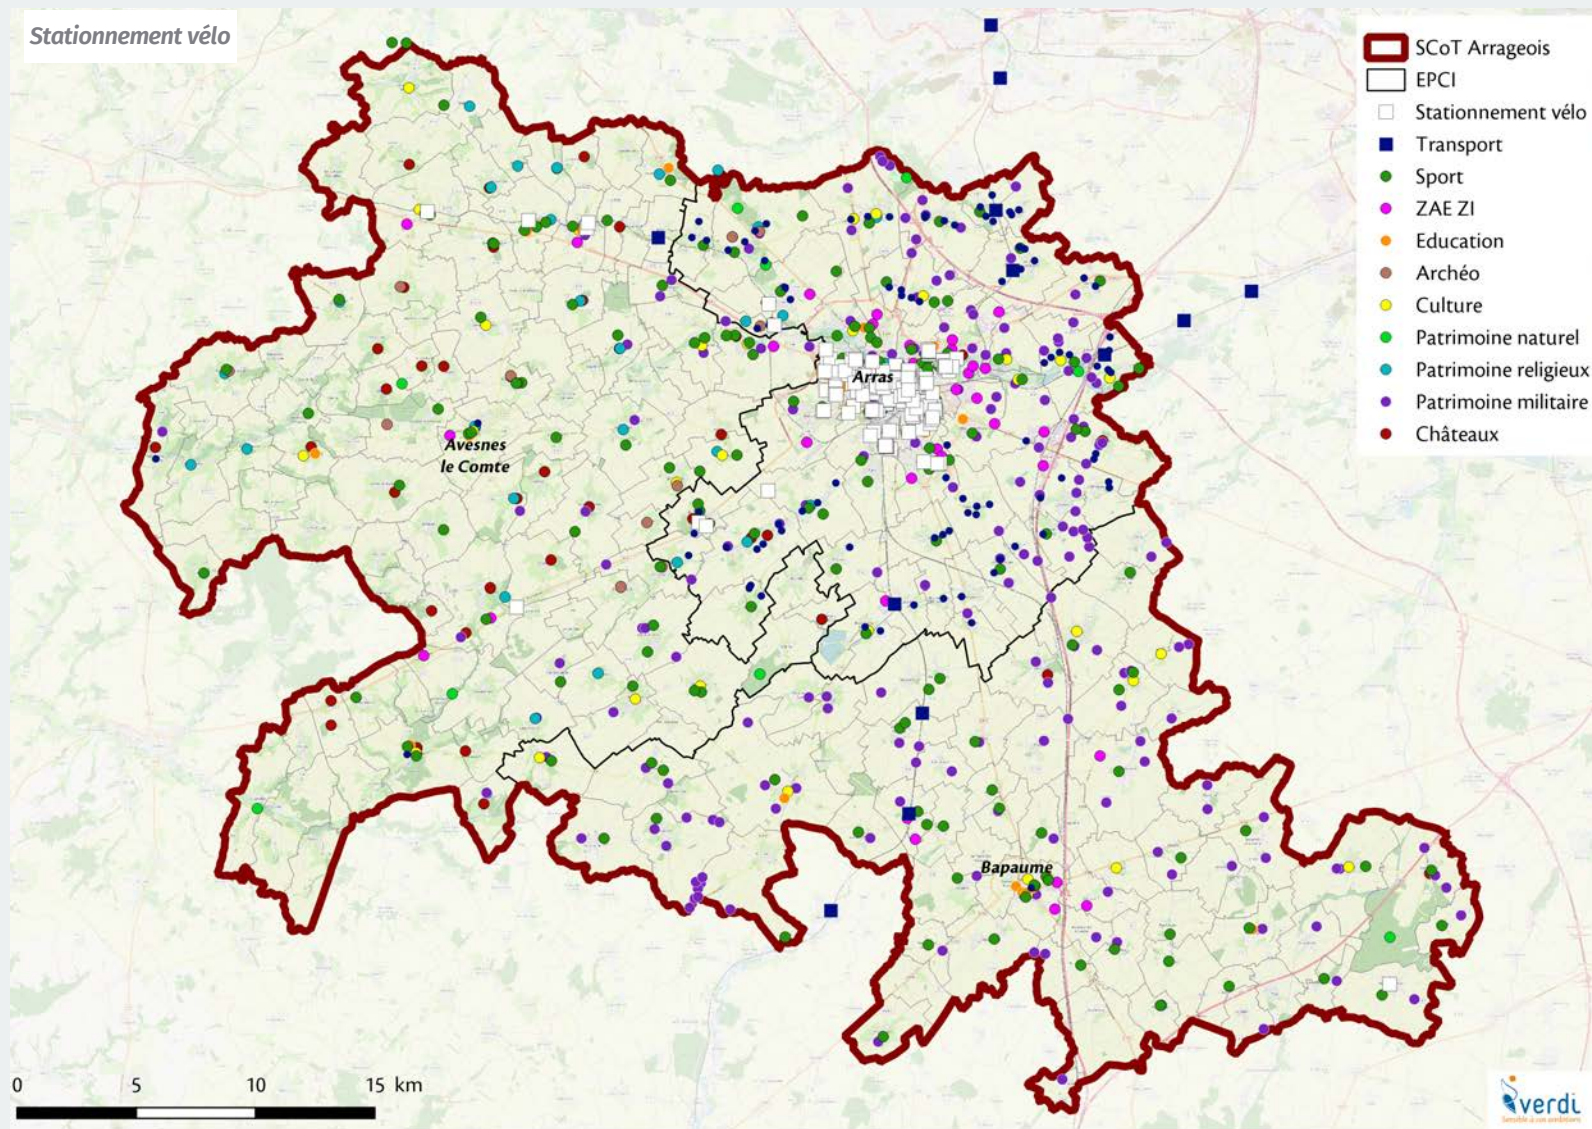 Stationnement vélo
SCoT Arrageois
EPCI
Stationnement vélo
Transport
Sport
ZAE ZI
Education
Archéo
Culture
Patrimoine naturel
Patrimoine religieux
Patrimoine militaire
Châteaux
Arras
Avesnes
le Comte
Bapaume
0 5 10 15 km
verdi